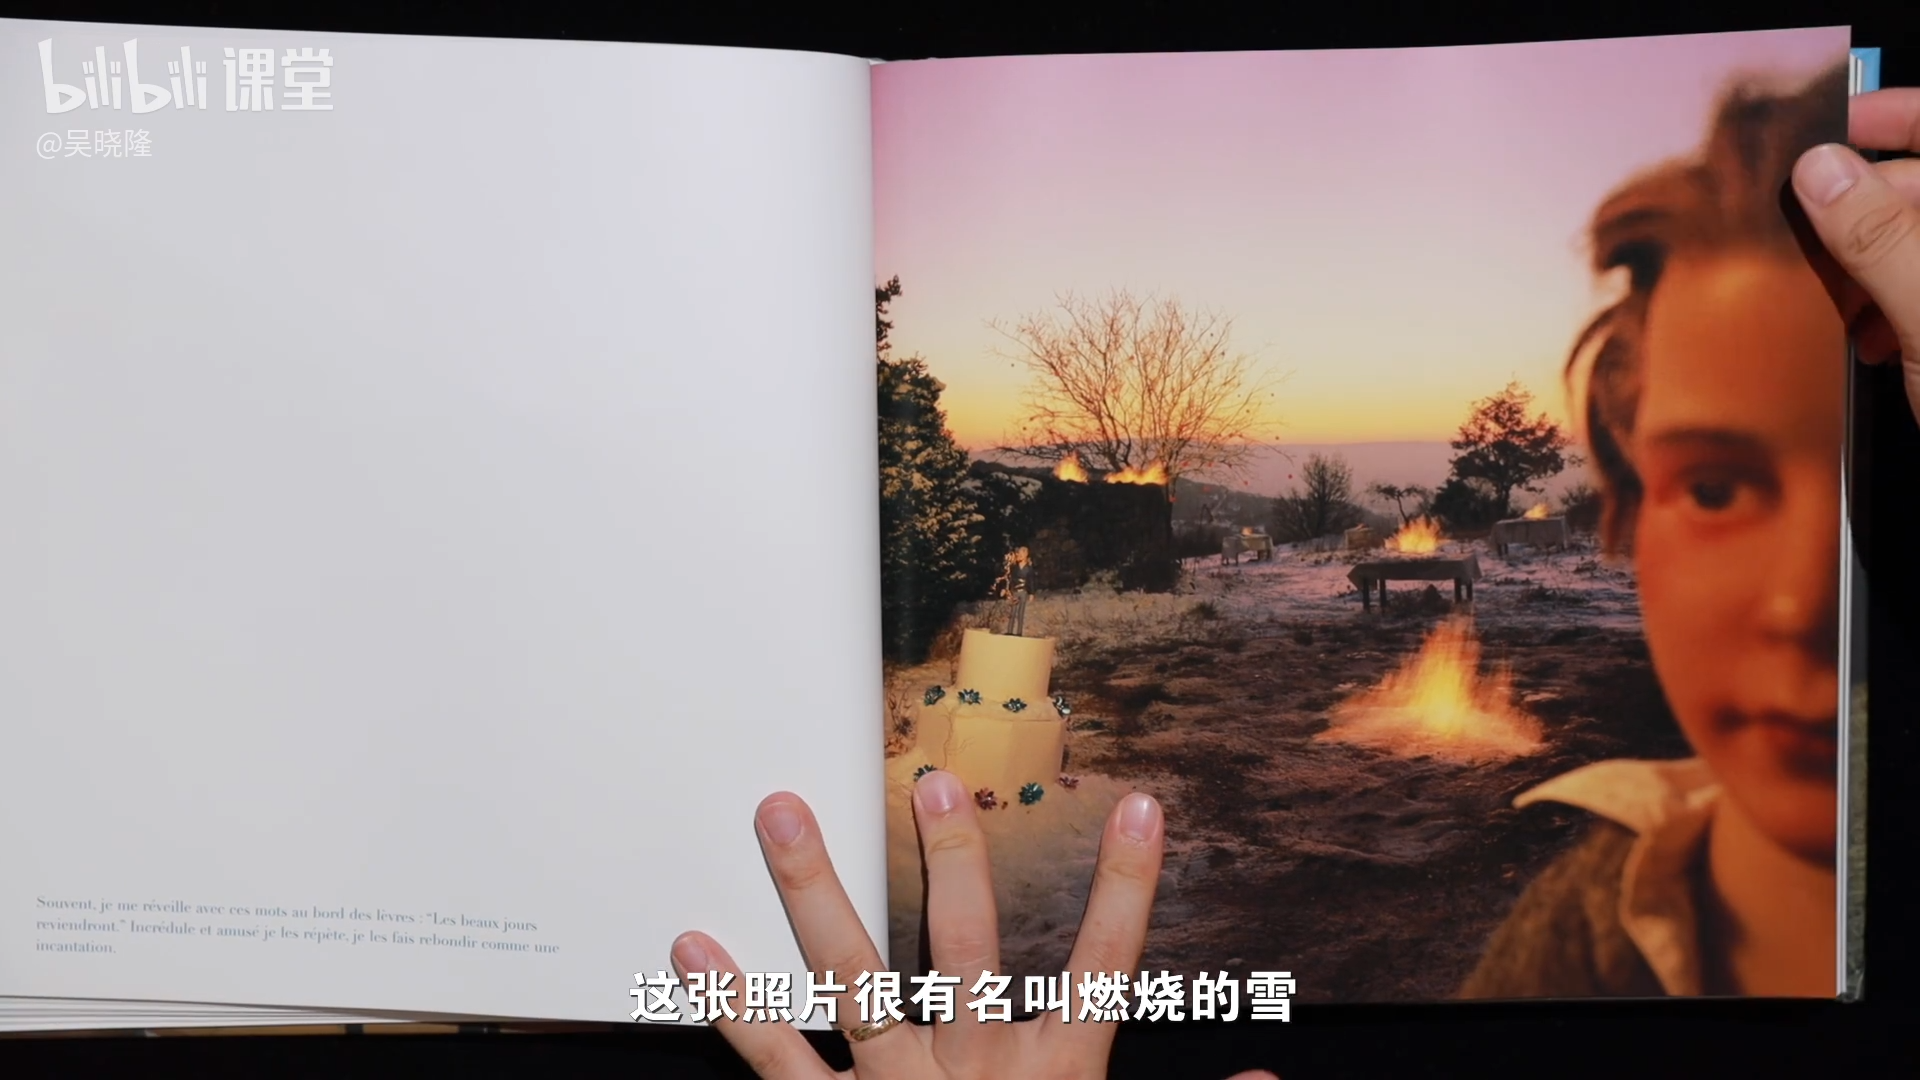 bilibili 课堂
@吴晓隆
Souvent, je me réveille avec ces mots au bord des lèvres : “Les beaux jours
reviendront.” Incrédule et amusé je les répète, je les fais rebondir comme une
incantation.
这张照片很有名叫燃烧的雪